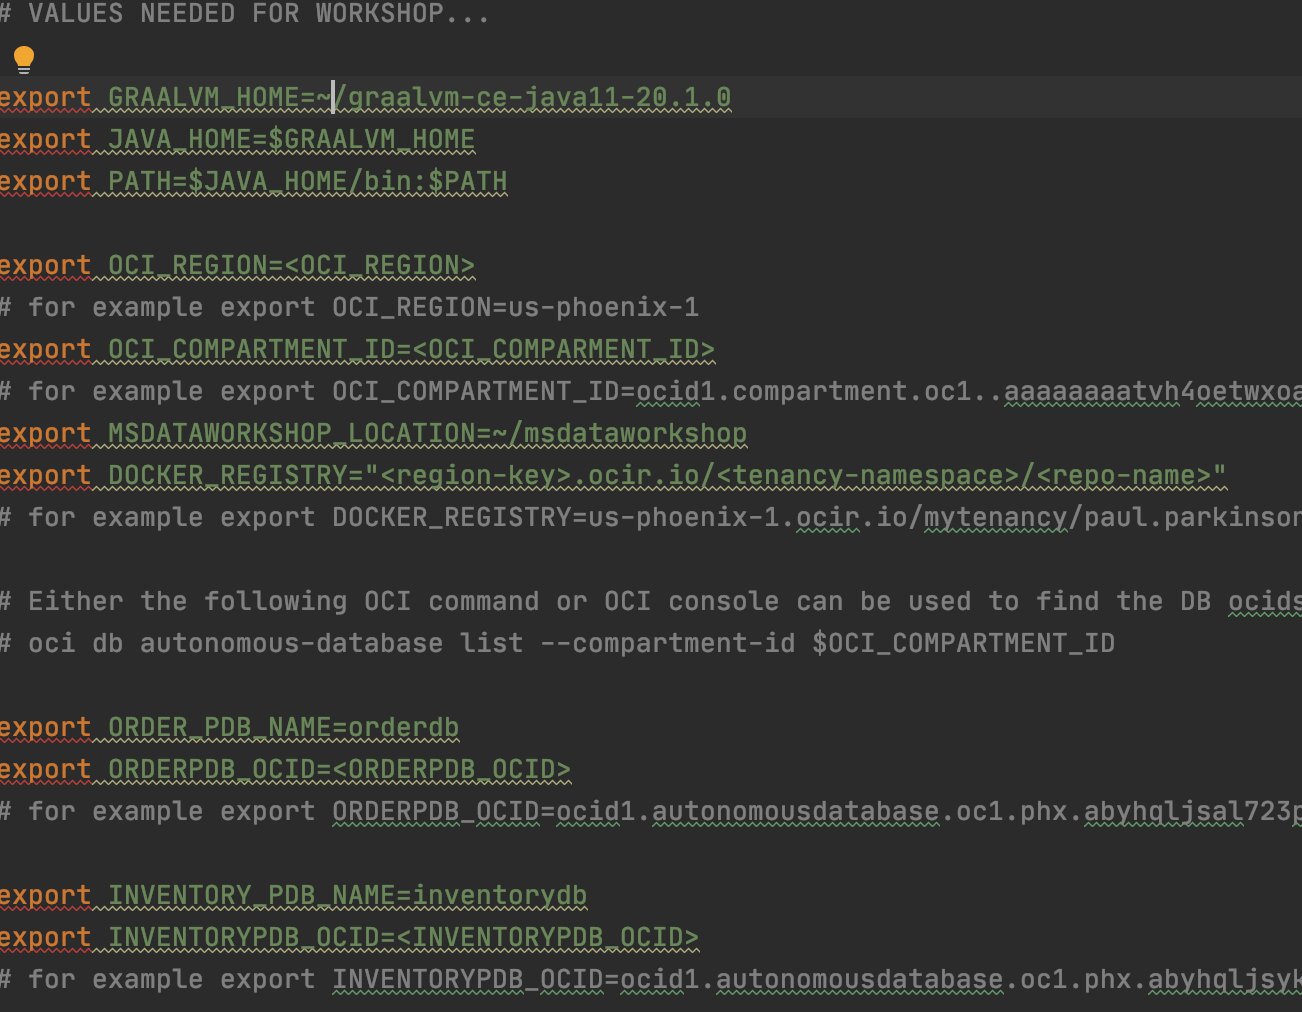 # VALUES NEEDED FOR WORKSHOP...
export GRAALVM_HOME=~/graalvm-ce-java11-20.1.0
export JAVA_HOME=$GRAALVM_HOME
export PATH=$JAVA_HOME/bin:$PATH
export OCI_REGION=<OCI_REGION>
# for example export OCI_REGION=us-phoenix-1
export OCI_COMPARTMENT_ID=<OCI_COMPARMENT_ID>
# for example export OCI_COMPARTMENT_ID=ocid1.compartment.oc1..aaaaaaaatvh4oetwxoa
export MSDATAWORKSHOP_LOCATION=~/msdataworkshop
export DOCKER_REGISTRY="<region-key>.ocir.io/<tenancy-namespace>/<repo-name>"
# for example export DOCKER_REGISTRY=us-phoenix-1.ocir.io/mytenancy/paul.parkinson
# Either the following OCI command or OCI console can be used to find the DB ocids
# oci db autonomous-database list --compartment-id $OCI_COMPARTMENT_ID
export ORDER_PDB_NAME=orderdb
export ORDERPDB_OCID=<ORDERPDB_OCID>
# for example export ORDERPDB_OCID=ocid1.autonomousdatabase.oc1.phx.abyhqljsal723p
export INVENTORY_PDB_NAME=inventorydb
export INVENTORYPDB_OCID=<INVENTORYPDB_OCID>
# for example export INVENTORYPDB_OCID=ocid1.autonomousdatabase.oc1.phx.abyhqljsyk